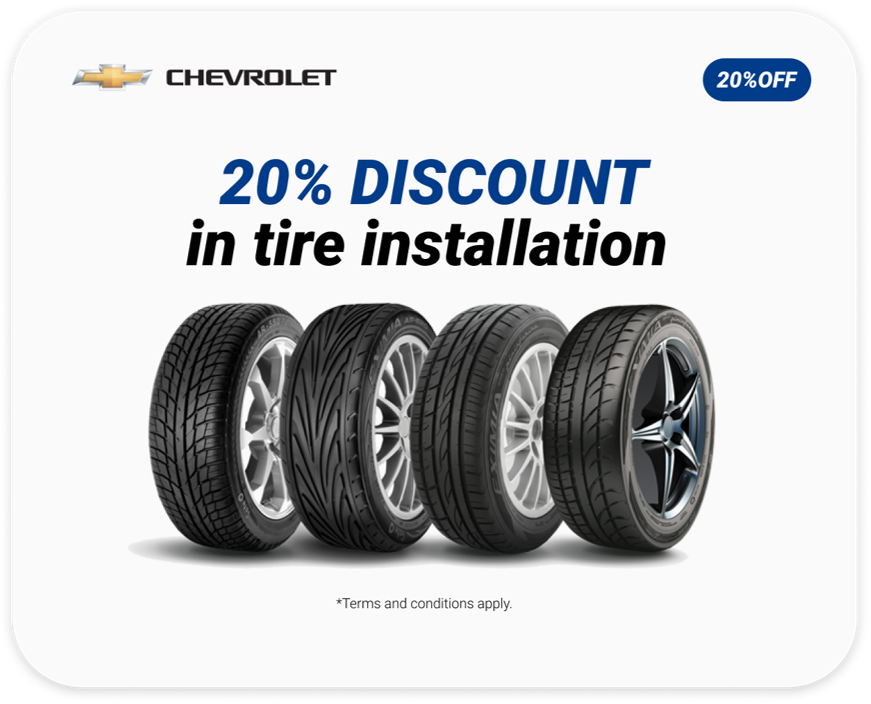 CHEVROLET
20%OFF
20% DISCOUNT
in tire installation
*Terms and conditions apply.